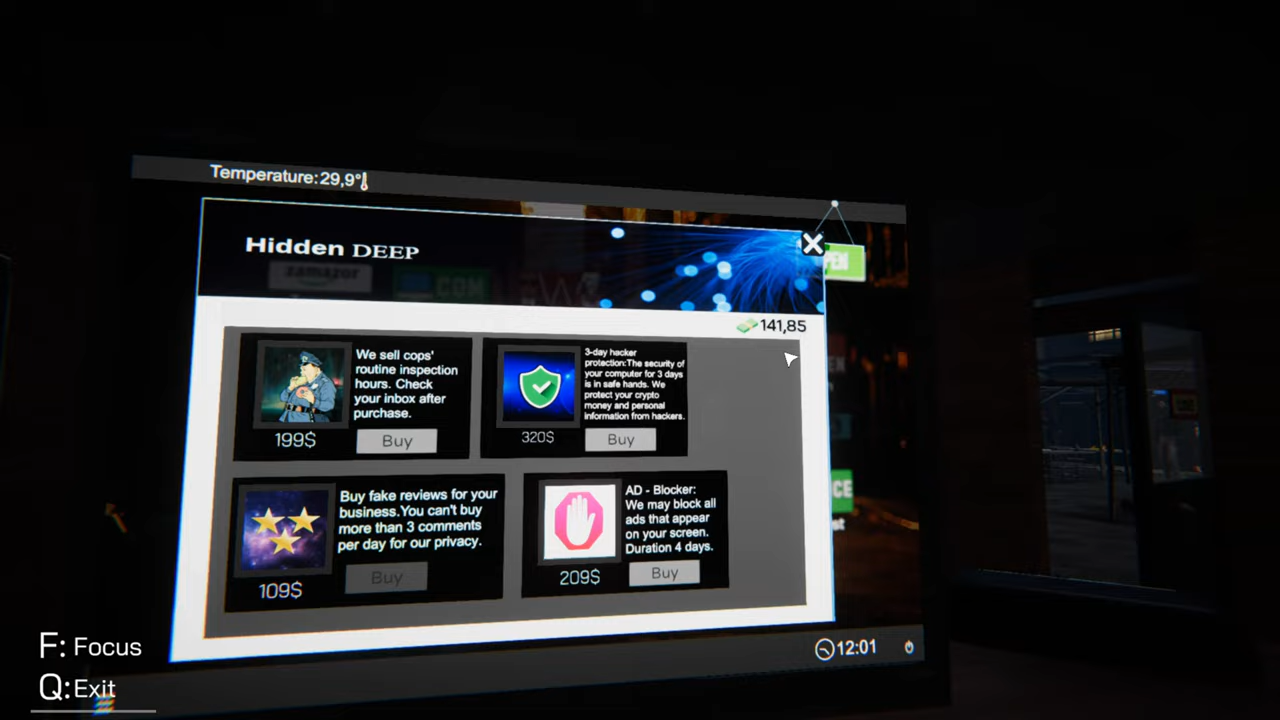 Temperature: 29,9°
Hidden DEEP
zamazor
COM
PEN
141,85
We sell cops'
routine inspection
hours. Check
your inbox after
purchase.
199$
Buy
3-day hacker
protection:The security of
your computer for 3 days
is in safe hands. We
protect your crypto
money and personal
information from hackers.
320$
Buy
Buy fake reviews for your
business.You can't buy
more than 3 comments
per day for our privacy.
109$
Buy
AD - Blocker:
We may block all
ads that appear
on your screen.
Duration 4 days.
209$
Buy
CE
F: Focus
Q:Exit
12:01